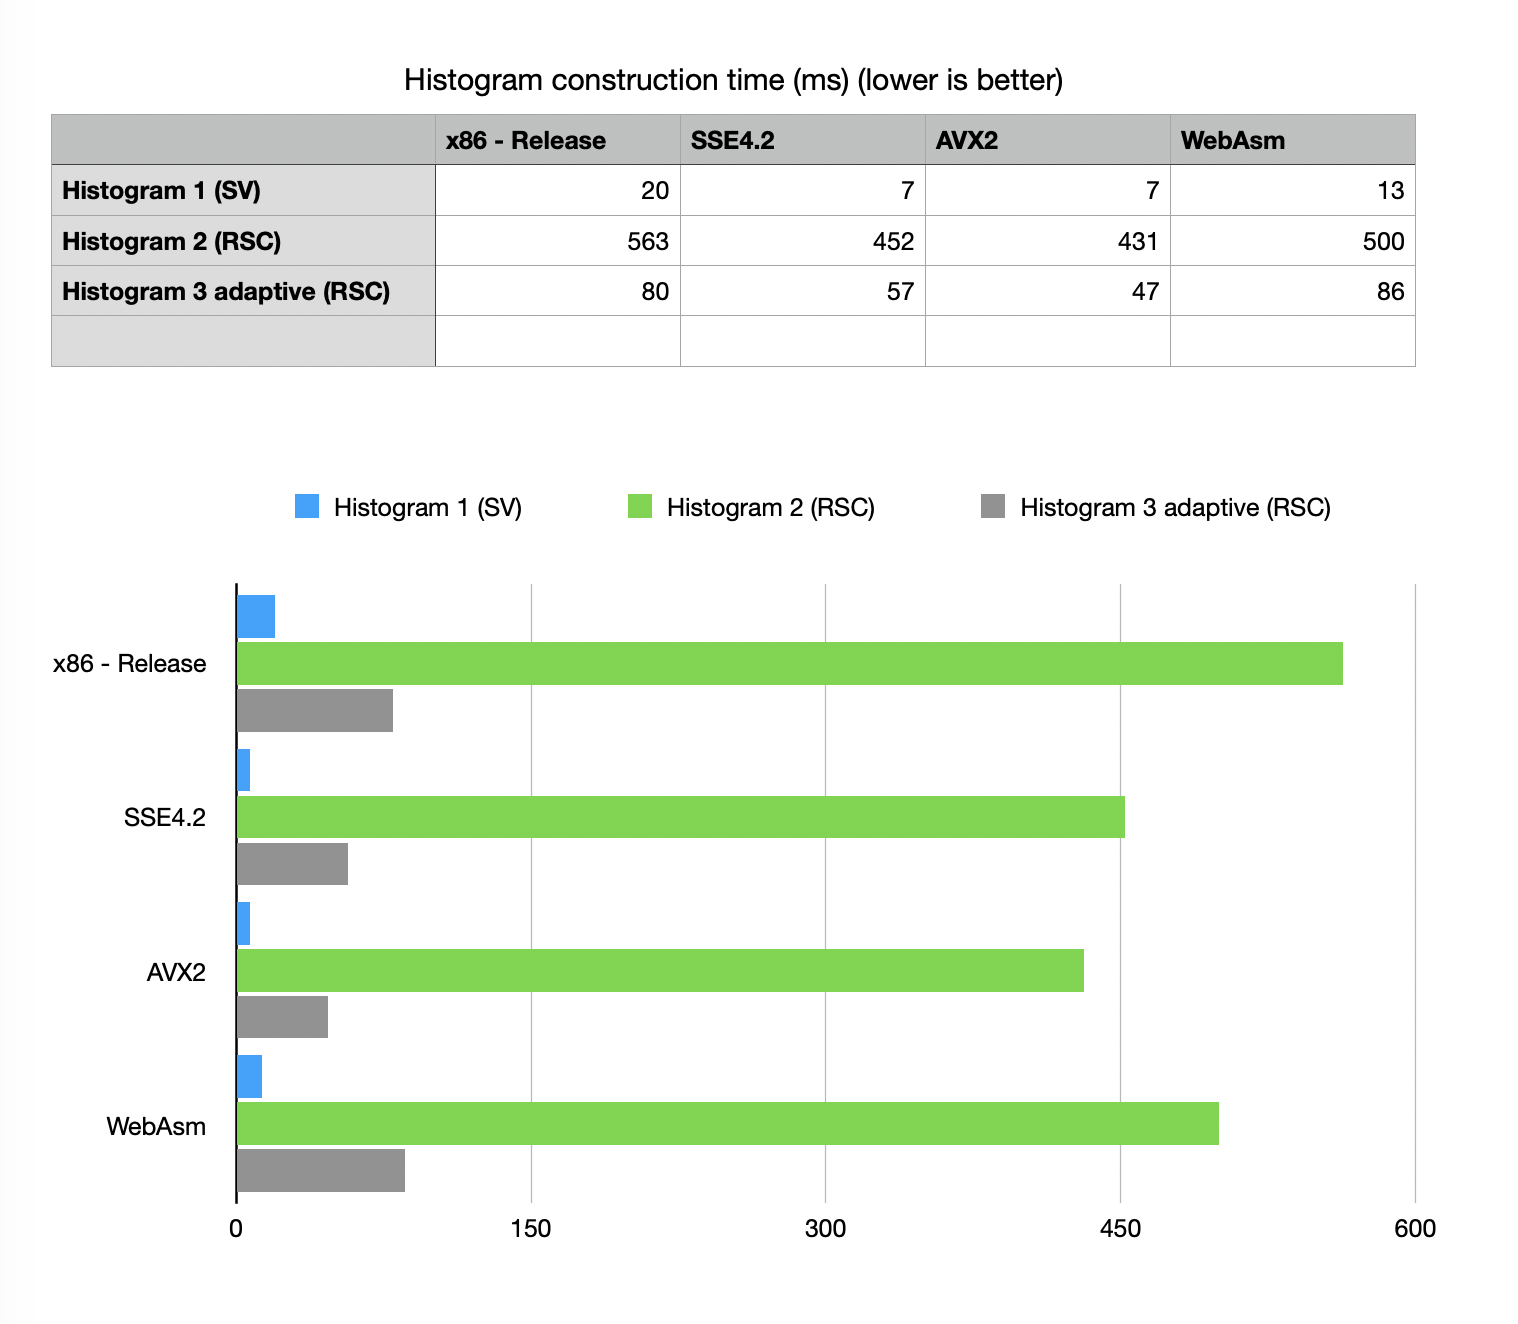 Histogram construction time (ms) (lower is better)
x86 - Release SSE4.2 AVX2 WebAsm
Histogram 1 (SV) 20 7 7 13
Histogram 2 (RSC) 563 452 431 500
Histogram 3 adaptive (RSC) 80 57 47 86
Histogram 1 (SV) Histogram 2 (RSC) Histogram 3 adaptive (RSC)
x86 - Release
SSE4.2
AVX2
WebAsm
0 150 300 450 600